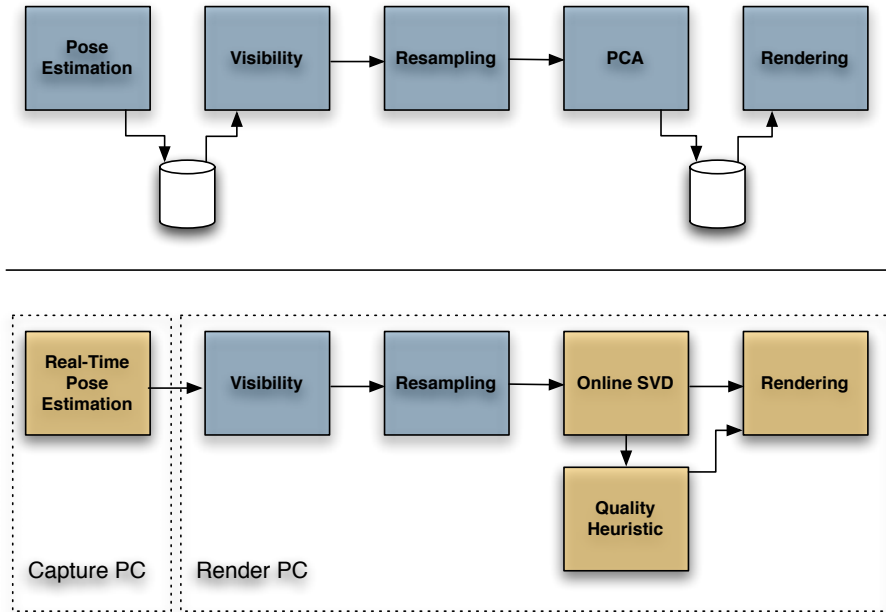 Pose
Estimation
Visibility
Resampling
PCA
Rendering
Real-Time
Pose
Estimation
Visibility
Resampling
Online SVD
Rendering
Quality
Heuristic
Capture PC
Render PC